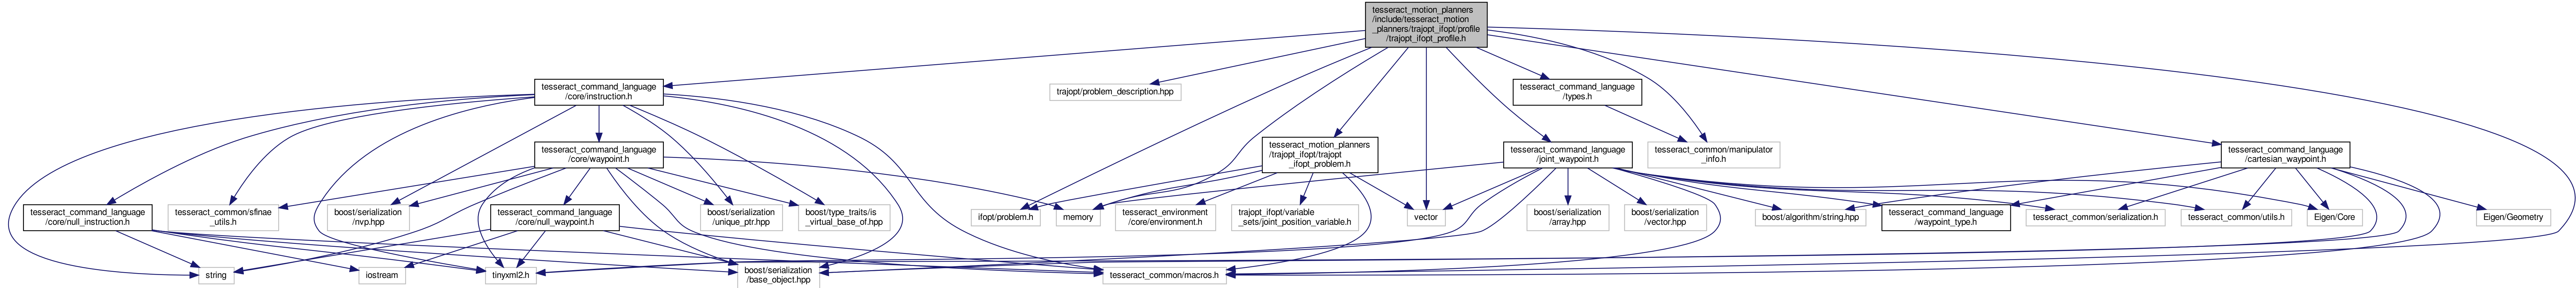 tesseract_motion_planners
/include/tesseract_motion
_planners/trajopt_ifopt/profile
/trajopt_ifopt_profile.h
tesseract_command_language
/core/instruction.h
trajopt/problem_description.hpp
tesseract_command_language
/types.h
tesseract_command_language
/core/waypoint.h
tesseract_motion_planners
/trajopt_ifopt/trajopt
_ifopt_problem.h
tesseract_command_language
/joint_waypoint.h
tesseract_common/manipulator
_info.h
tesseract_command_language
/cartesian_waypoint.h
tesseract_command_language
/core/null_instruction.h
tesseract_common/sfinae
_utils.h
boost/serialization
/nvp.hpp
tesseract_command_language
/core/null_waypoint.h
boost/serialization
/unique_ptr.hpp
boost/type_traits/is
_virtual_base_of.hpp
ifopt/problem.h
memory
tesseract_environment
/core/environment.h
trajopt_ifopt/variable
_sets/joint_position_variable.h
vector
boost/serialization
/array.hpp
boost/serialization
/vector.hpp
boost/algorithm/string.hpp
tesseract_command_language
/waypoint_type.h
tesseract_common/serialization.h
tesseract_common/utils.h
Eigen/Core
Eigen/Geometry
string
iostream
tinyxml2.h
boost/serialization
/base_object.hpp
tesseract_common/macros.h